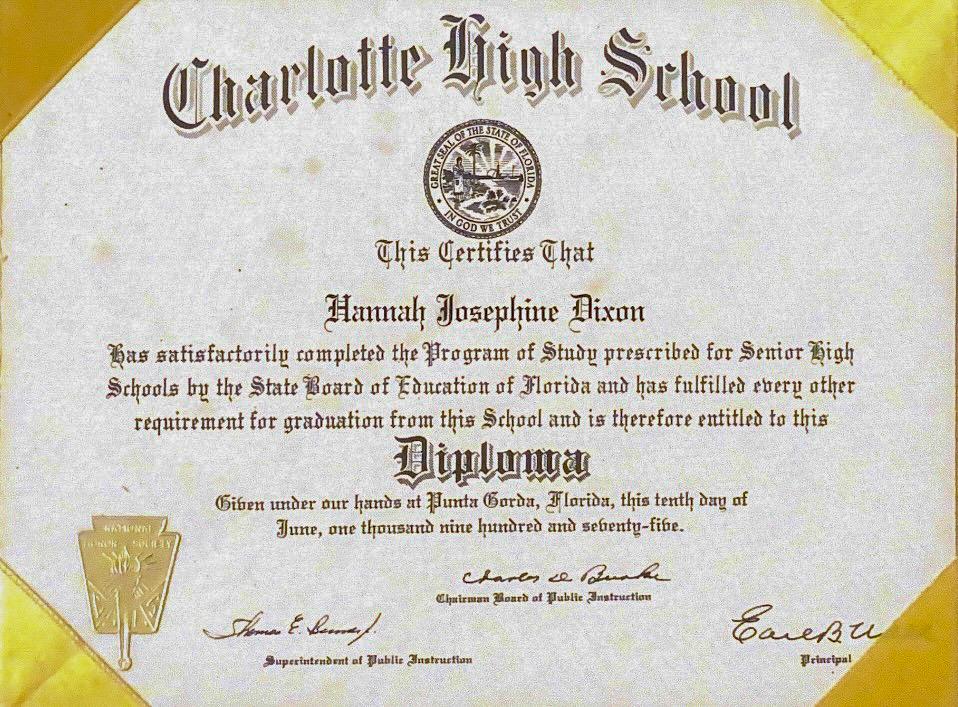 Charlotte High School
GREAT SEAL OF THE STATE OF FLORIDA
IN GOD WE TRUST
This Certifies That
Hannah Josephine Dixon
Has satisfactorily completed the Program of Study prescribed for Senior High
Schools by the State Board of Education of Florida and has fulfilled every other
requirement for graduation from this School and is therefore entitled to this
Diploma
Given under our hands at Punta Gorda, Florida, this tenth day of
June, one thousand nine hundred and seventy-five.
NATIONAL
HONOR SOCIETY
Charles D
Chairman Board of Public Instruction
Thomas E.
Superintendent of Public Instruction
Earl B
Principal